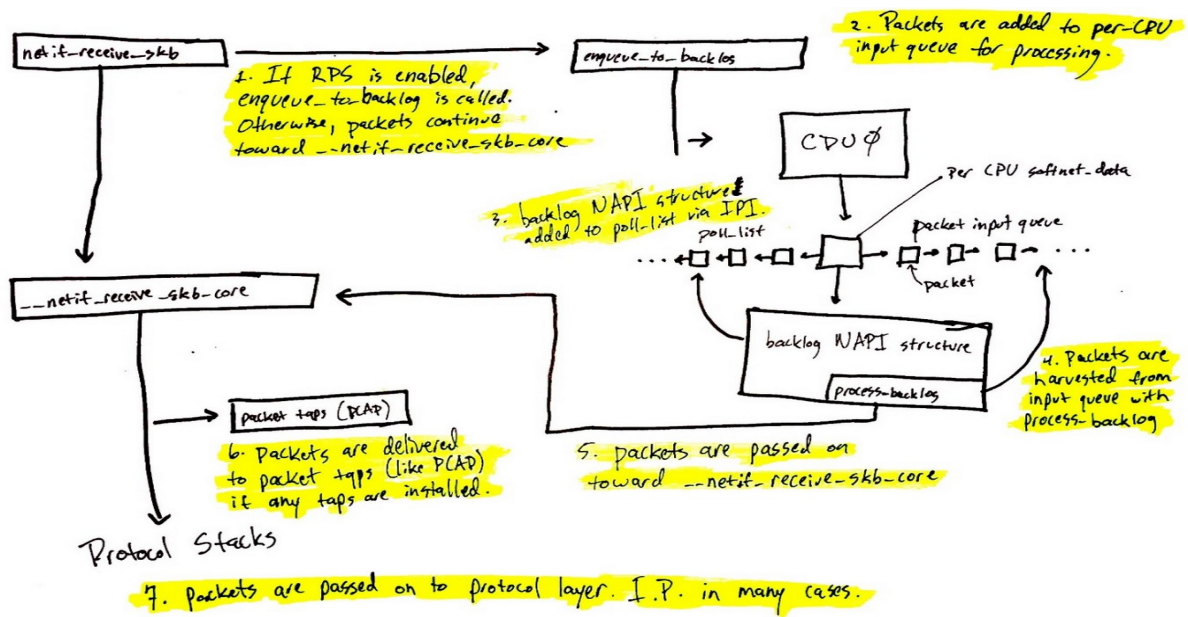 netif_receive_skb
1. If RPS is enabled,
enqueue_to_backlog is called.
Otherwise, packets continue
toward __netif_receive_skb_core
enqueue_to_backlog
2. Packets are added to per-CPU
input queue for processing.
CPU 0
per CPU softnet_data
3. backlog NAPI structure
added to poll_list via IPI.
poll_list
packet input queue
...
...
packet
__netif_receive_skb_core
backlog NAPI structure
process_backlog
4. Packets are
harvested from
input queue with
process_backlog
packet taps (PCAP)
6. Packets are delivered
to packet taps (like PCAP)
if any taps are installed.
5. packets are passed on
toward __netif_receive_skb_core
Protocol Stacks
7. packets are passed on to protocol layer. I.P. in many cases.